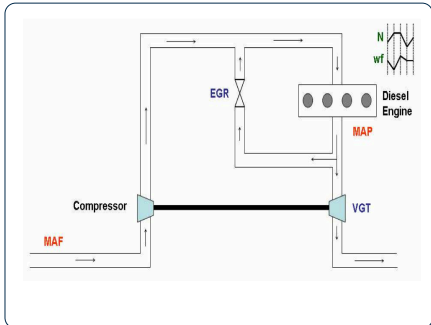 N
wf
EGR
Diesel
Engine
MAP
Compressor
VGT
MAF